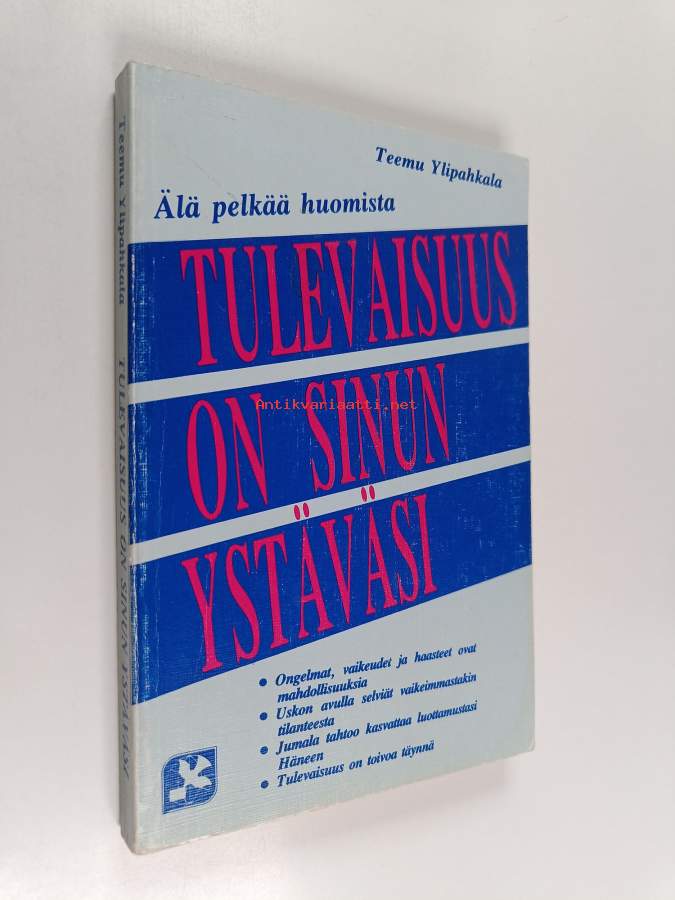 Teemu Ylipahkala
Älä pelkää huomista
TULEVAISUUS
ON SINUN
YSTÄVÄSI
• Ongelmat, vaikeudet ja haasteet ovat
mahdollisuuksia
• Uskon avulla selviät vaikeimmastakin
tilanteesta
• Jumala tahtoo kasvattaa luottamustasi
Häneen
• Tulevaisuus on toivoa täynnä
Teemu Ylipahkala TULEVAISUUS ON SINUN YSTÄVÄSI
Antikvariaatti.net